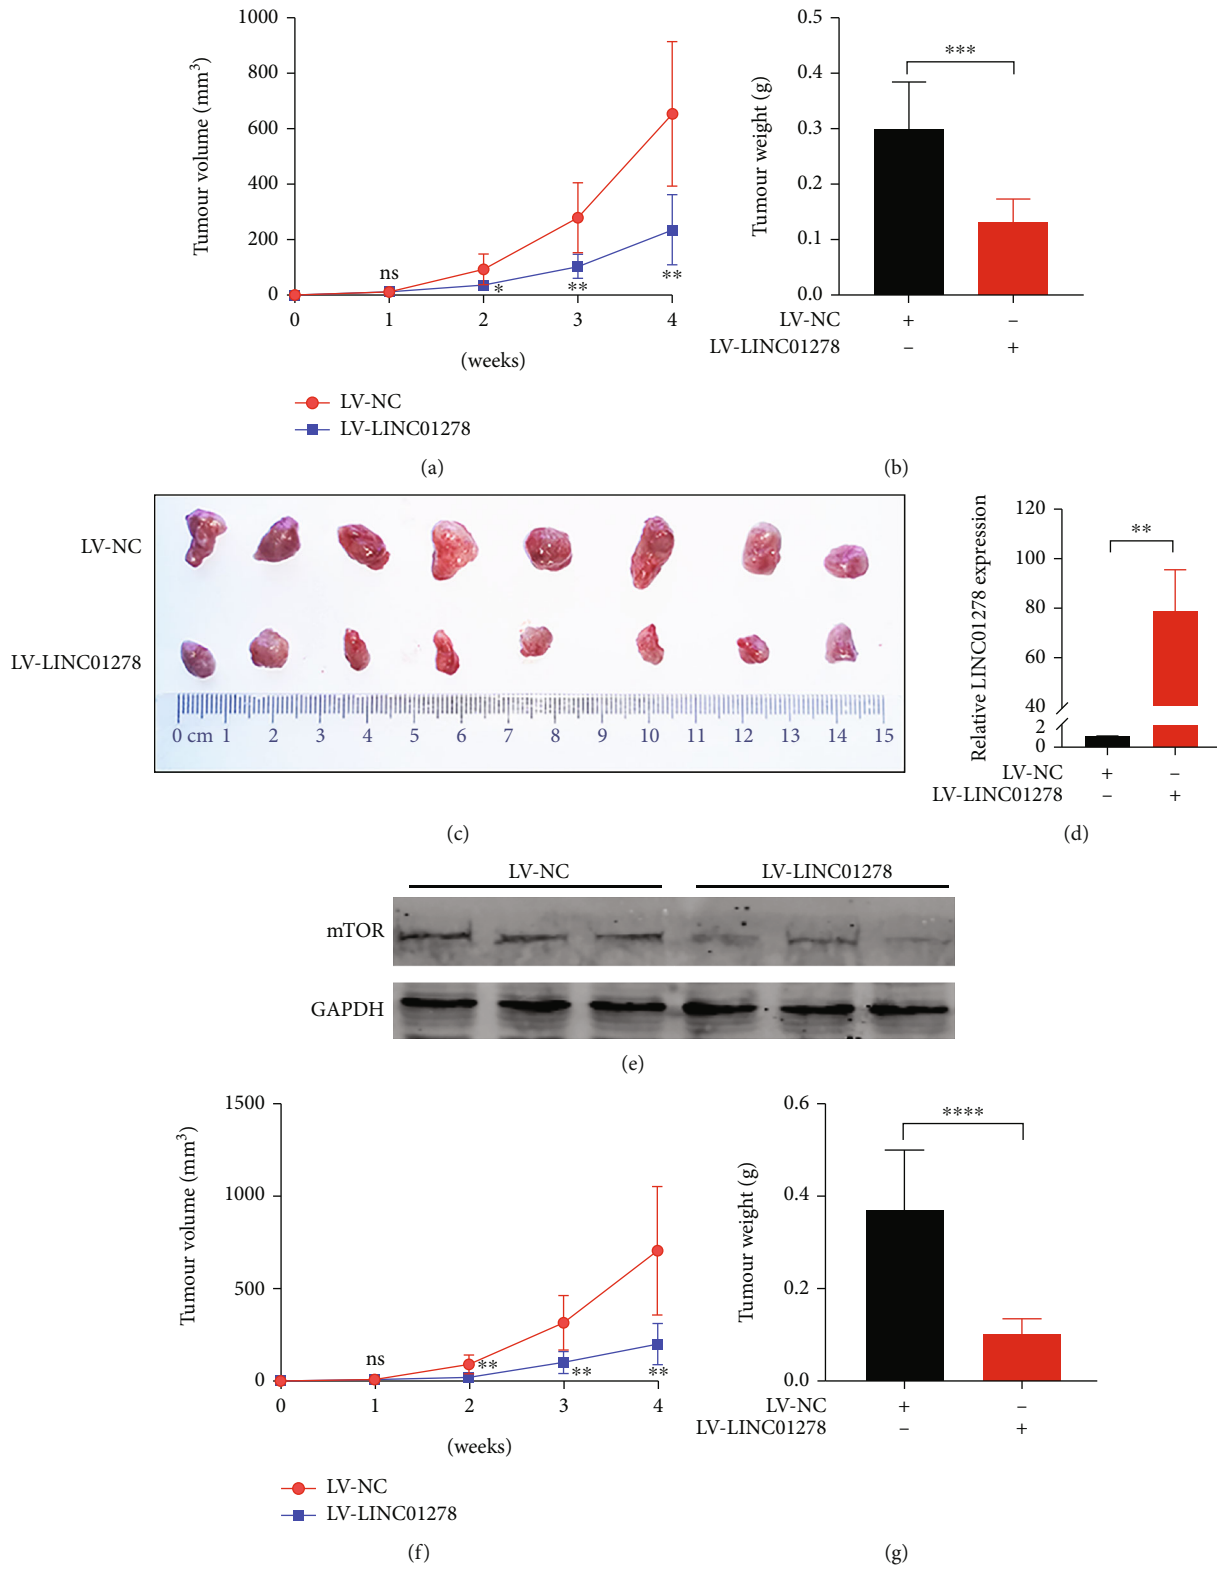 1000
800
600
400
200
0
Tumour volume (mm³)
ns
*
**
**
0 1 2 3 4
(weeks)
LV-NC
LV-LINC01278
(a)
0.5
0.4
0.3
0.2
0.1
0.0
Tumour weight (g)
***
LV-NC + –
LV-LINC01278 – +
(b)
LV-NC
LV-LINC01278
0 cm 1 2 3 4 5 6 7 8 9 10 11 12 13 14 15
(c)
120
100
80
60
40
2
0
Relative LINC01278 expression
**
LV-NC + –
LV-LINC01278 – +
(d)
LV-NC LV-LINC01278
mTOR
GAPDH
(e)
1500
1000
500
0
Tumour volume (mm³)
ns
**
**
**
0 1 2 3 4
(weeks)
LV-NC
LV-LINC01278
(f)
0.6
0.4
0.2
0.0
Tumour weight (g)
****
LV-NC + –
LV-LINC01278 – +
(g)